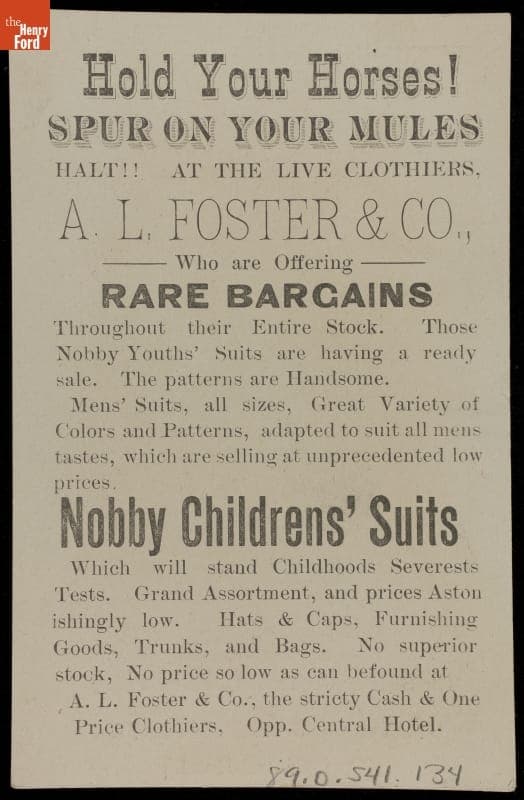 the
Henry
Ford
Hold Your Horses!
SPUR ON YOUR MULES
HALT!! AT THE LIVE CLOTHIERS,
A. L. FOSTER & CO.,
Who are Offering
RARE BARGAINS
Throughout their Entire Stock. Those
Nobby Youths' Suits are having a ready
sale. The patterns are Handsome.
Mens' Suits, all sizes, Great Variety of
Colors and Patterns, adapted to suit all mens
tastes, which are selling at unprecedented low
prices.
Nobby Childrens' Suits
Which will stand Childhoods Severests
Tests. Grand Assortment, and prices Aston
ishingly low. Hats & Caps, Furnishing
Goods, Trunks, and Bags. No superior
stock, No price so low as can befound at
A. L. Foster & Co., the stricty Cash & One
Price Clothiers, Opp. Central Hotel.
89.0.541.134